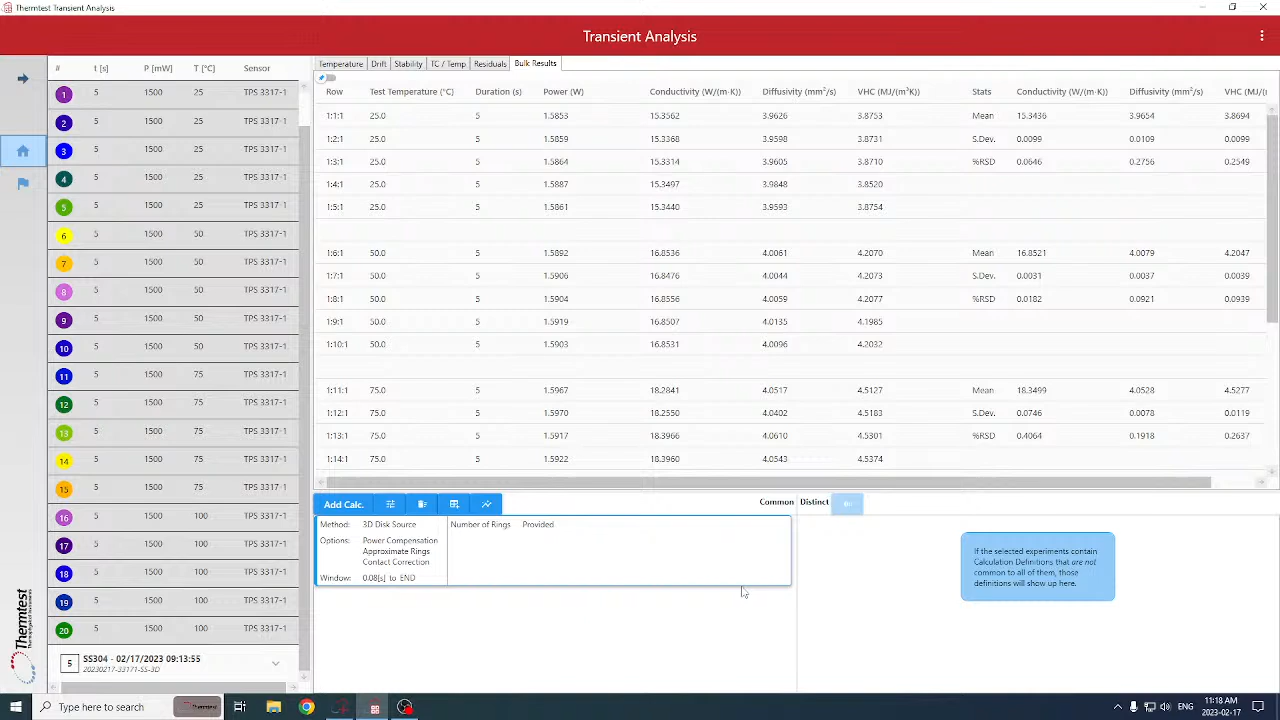 Thermtest Transient Analysis
Transient Analysis
# t [s] P [mW] T [°C] Sensor
1 5 1500 25 TPS 3317-1
2 5 1500 25 TPS 3317-1
3 5 1500 25 TPS 3317-1
4 5 1500 25 TPS 3317-1
5 5 1500 25 TPS 3317-1
6 5 1500 50 TPS 3317-1
7 5 1500 50 TPS 3317-1
8 5 1500 50 TPS 3317-1
9 5 1500 50 TPS 3317-1
10 5 1500 50 TPS 3317-1
11 5 1500 75 TPS 3317-1
12 5 1500 75 TPS 3317-1
13 5 1500 75 TPS 3317-1
14 5 1500 75 TPS 3317-1
15 5 1500 75 TPS 3317-1
16 5 1500 100 TPS 3317-1
17 5 1500 100 TPS 3317-1
18 5 1500 100 TPS 3317-1
19 5 1500 100 TPS 3317-1
20 5 1500 100 TPS 3317-1
5 SS304 - 02/17/2023 09:13:55
20230217-33171-SS-3D
Thermtest
Temperature Drift Stability TC / Temp Residuals Bulk Results
Row Test Temperature (°C) Duration (s) Power (W) Conductivity (W/(m·K)) Diffusivity (mm²/s) VHC (MJ/(m³K)) Stats Conductivity (W/(m·K)) Diffusivity (mm²/s) VHC (MJ/(
1:1:1 25.0 5 1.5853 15.3562 3.9626 3.8753 Mean 15.3436 3.9654 3.8694
1:2:1 25.0 5 1.5859 15.3368 3.9598 3.8731 S.Dev. 0.0099 0.0109 0.0099
1:3:1 25.0 5 1.5864 15.3314 3.9605 3.8710 %RSD 0.0646 0.2756 0.2549
1:4:1 25.0 5 1.5887 15.3497 3.9848 3.8520
1:5:1 25.0 5 1.5861 15.3440 3.9593 3.8754
1:6:1 50.0 5 1.5892 16.8536 4.0061 4.2070 Mean 16.8521 4.0079 4.2047
1:7:1 50.0 5 1.5906 16.8476 4.0044 4.2073 S.Dev. 0.0031 0.0037 0.0039
1:8:1 50.0 5 1.5904 16.8556 4.0059 4.2077 %RSD 0.0182 0.0921 0.0939
1:9:1 50.0 5 1.5919 16.8507 4.0135 4.1985
1:10:1 50.0 5 1.5903 16.8531 4.0096 4.2032
1:11:1 75.0 5 1.5967 18.2841 4.0517 4.5127 Mean 18.3499 4.0528 4.5277
1:12:1 75.0 5 1.5970 18.2550 4.0402 4.5183 S.Dev. 0.0746 0.0078 0.0119
1:13:1 75.0 5 1.5917 18.3966 4.0610 4.5301 %RSD 0.4064 0.1918 0.2637
1:14:1 75.0 5 1.5922 18.3960 4.0543 4.5374
Add Calc.
Common Distinct
Method: 3D Disk Source
Options: Power Compensation
Approximate Rings
Contact Correction
Window: 0.08[s] to END
Number of Rings Provided
If the selected experiments contain
Calculation Definitions that are not
common to all of them, those
definitions will show up here.
Type here to search
Thermtest
ENG
11:18 AM
2023-02-17